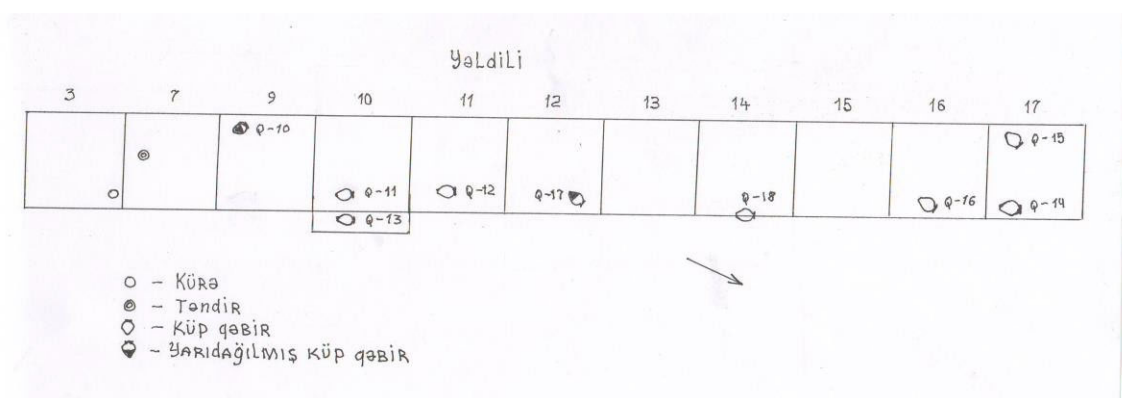 Yəldili
3 7 9 10 11 12 13 14 15 16 17
Q-10 Q-15
Q-11 Q-12 Q-17 Q-18 Q-16 Q-14
Q-13
– Kürə
– Təndir
– Küp qəbir
– Yarıdağılmış küp qəbir